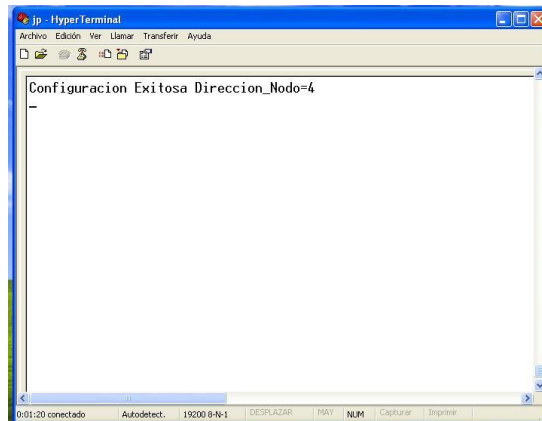 jp - HyperTerminal
Archivo Edición Ver Llamar Transferir Ayuda
Configuracion Exitosa Direccion_Nodo=4
0:01:20 conectado Autodetect. 19200 8-N-1 DESPLAZAR MAY NUM Capturar Imprimir